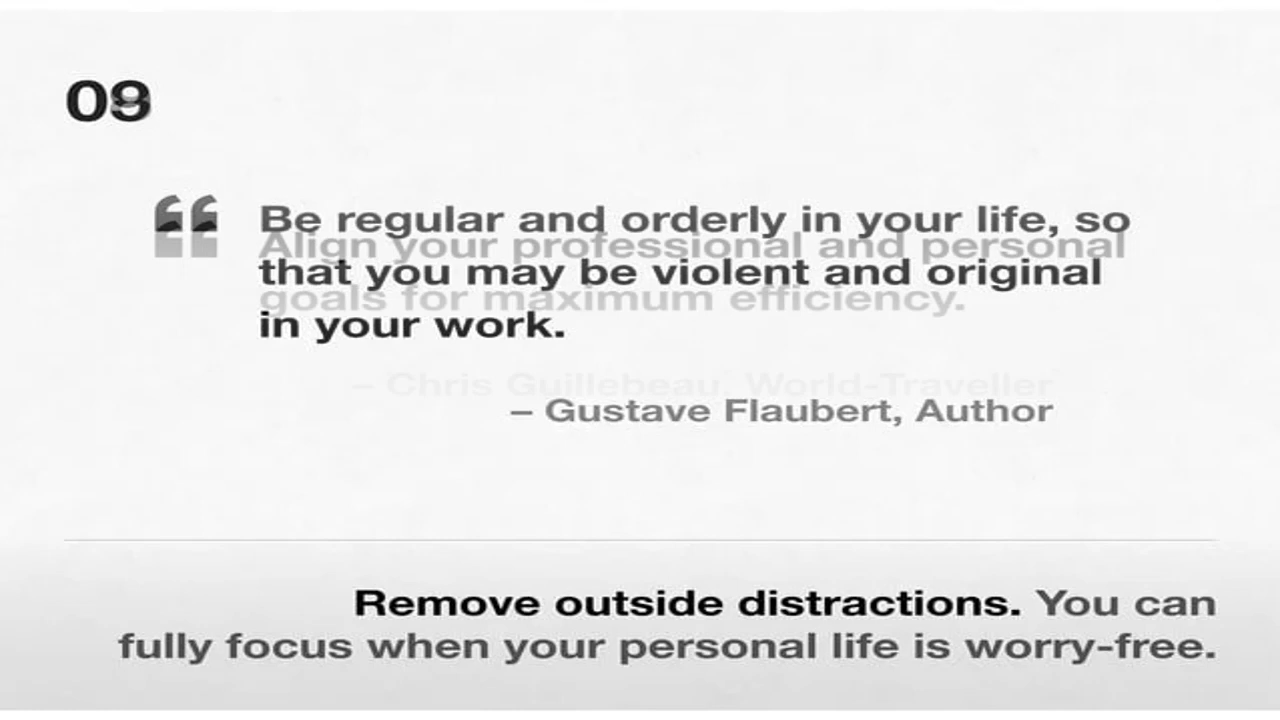 09
Be regular and orderly in your life, so
Align your professional and personal
that you may be violent and original
goals for maximum efficiency.
in your work.
– Chris Guillebeau, World-Traveller
– Gustave Flaubert, Author
Remove outside distractions. You can
fully focus when your personal life is worry-free.